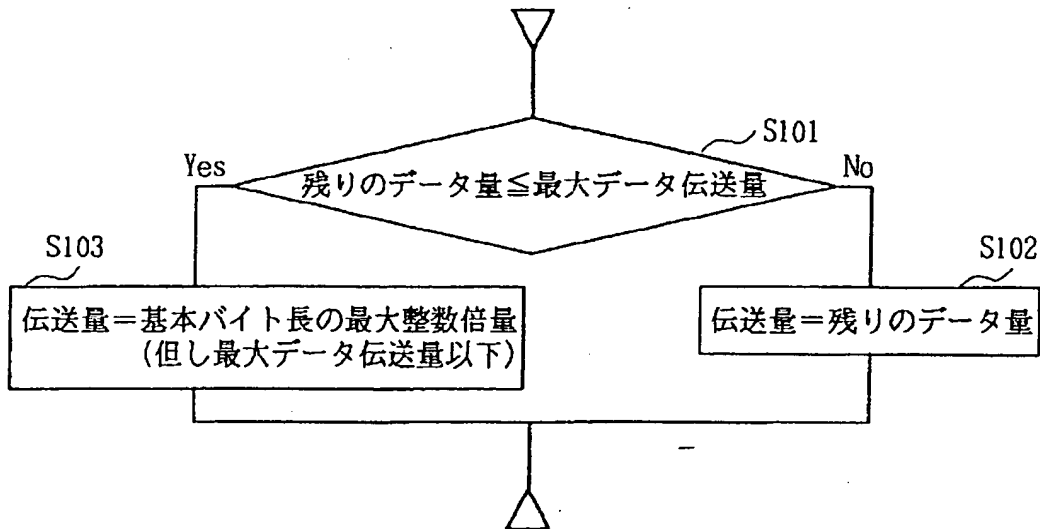 S101
Yes
残りのデータ量≦最大データ伝送量
No
S103
S102
伝送量＝基本バイト長の最大整数倍量
(但し最大データ伝送量以下)
伝送量＝残りのデータ量